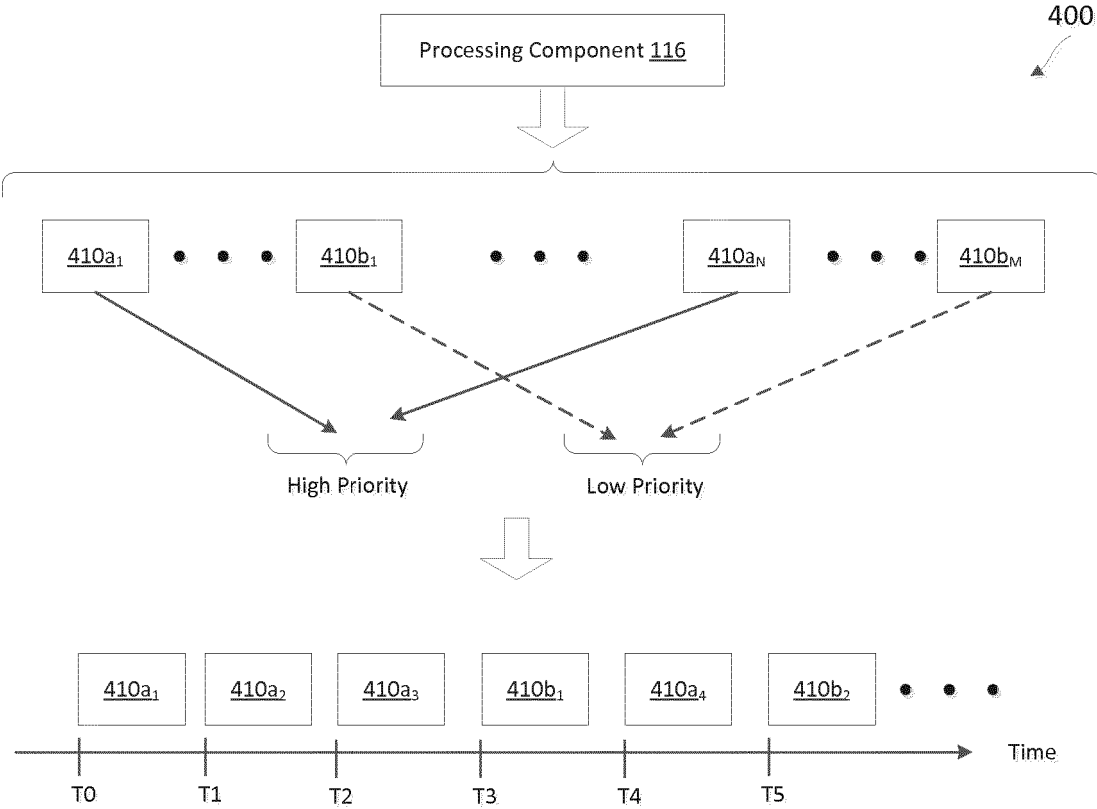 400
Processing Component 116
410a₁ 410b₁ 410aN 410bM
High Priority Low Priority
410a₁ 410a₂ 410a₃ 410b₁ 410a₄ 410b₂
Time
T0 T1 T2 T3 T4 T5